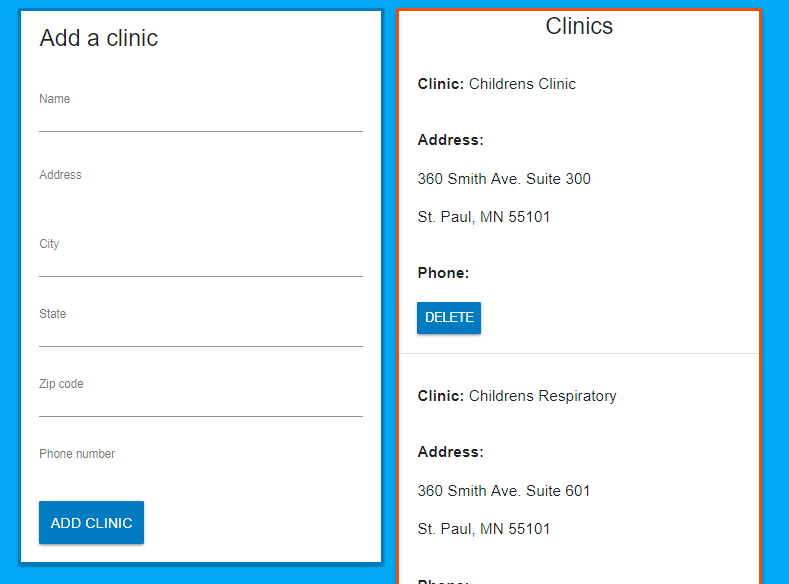 Add a clinic
Name
Address
City
State
Zip code
Phone number
ADD CLINIC
Clinics
Clinic: Childrens Clinic
Address:
360 Smith Ave. Suite 300
St. Paul, MN 55101
Phone:
DELETE
Clinic: Childrens Respiratory
Address:
360 Smith Ave. Suite 601
St. Paul, MN 55101
Phone: